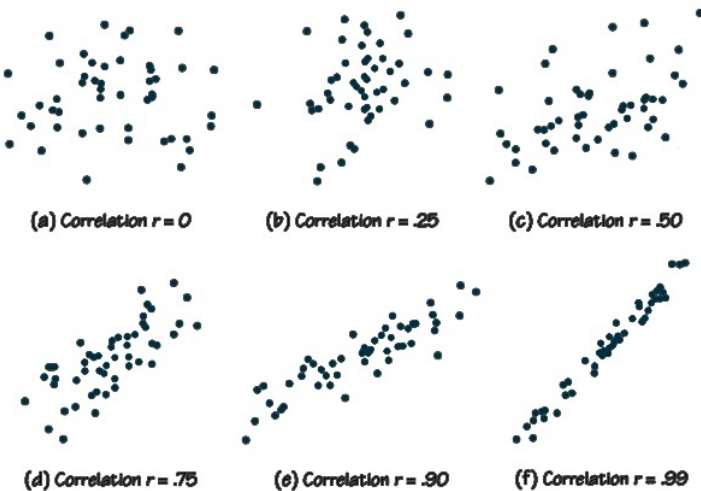 (a) Correlation r = 0
(b) Correlation r = .25
(c) Correlation r = .50
(d) Correlation r = .75
(e) Correlation r = .90
(f) Correlation r = .99